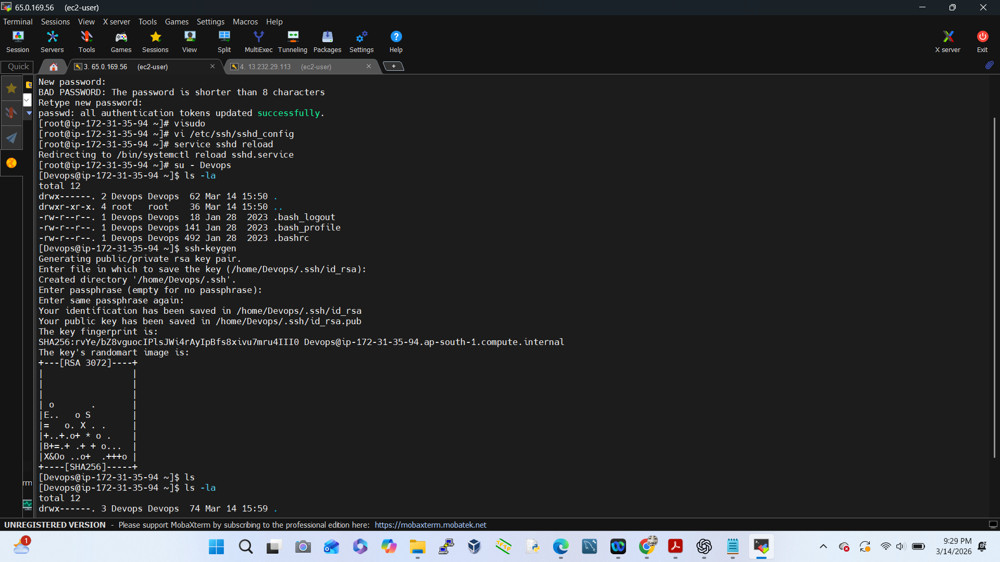 65.0.169.56 (ec2-user)
Terminal Sessions View X server Tools Games Settings Macros Help
Session Servers Tools Games Sessions View Split MultiExec Tunneling Packages Settings Help X server Exit
Quick 3. 65.0.169.56 (ec2-user) 4. 13.232.29.113 (ec2-user)
New password:
BAD PASSWORD: The password is shorter than 8 characters
Retype new password:
passwd: all authentication tokens updated successfully.
[root@ip-172-31-35-94 ~]# visudo
[root@ip-172-31-35-94 ~]# vi /etc/ssh/sshd_config
[root@ip-172-31-35-94 ~]# service sshd reload
Redirecting to /bin/systemctl reload sshd.service
[root@ip-172-31-35-94 ~]# su - Devops
[Devops@ip-172-31-35-94 ~]$ ls -la
total 12
drwx------. 2 Devops Devops  62 Mar 14 15:50 .
drwxr-xr-x. 4 root   root    36 Mar 14 15:50 ..
-rw-r--r--. 1 Devops Devops  18 Jan 28  2023 .bash_logout
-rw-r--r--. 1 Devops Devops 141 Jan 28  2023 .bash_profile
-rw-r--r--. 1 Devops Devops 492 Jan 28  2023 .bashrc
[Devops@ip-172-31-35-94 ~]$ ssh-keygen
Generating public/private rsa key pair.
Enter file in which to save the key (/home/Devops/.ssh/id_rsa):
Created directory '/home/Devops/.ssh'.
Enter passphrase (empty for no passphrase):
Enter same passphrase again:
Your identification has been saved in /home/Devops/.ssh/id_rsa
Your public key has been saved in /home/Devops/.ssh/id_rsa.pub
The key fingerprint is:
SHA256:rvYe/bZ8vguocIPlsJWi4rAyIpBfs8xivu7mru4III0 Devops@ip-172-31-35-94.ap-south-1.compute.internal
The key's randomart image is:
+---[RSA 3072]----+
|                 |
|                 |
|                 |
| o       .       |
|E..   o S        |
|=   o. X . .     |
|+..+.o+ * o .    |
|B+=.+ .+ + o...  |
|X&Oo ..o+  .+++o |
+----[SHA256]-----+
[Devops@ip-172-31-35-94 ~]$ ls
[Devops@ip-172-31-35-94 ~]$ ls -la
total 12
drwx------. 3 Devops Devops  74 Mar 14 15:59 .
UNREGISTERED VERSION - Please support MobaXterm by subscribing to the professional edition here: https://mobaxterm.mobatek.net
1
TFTP
9:29 PM
3/14/2026